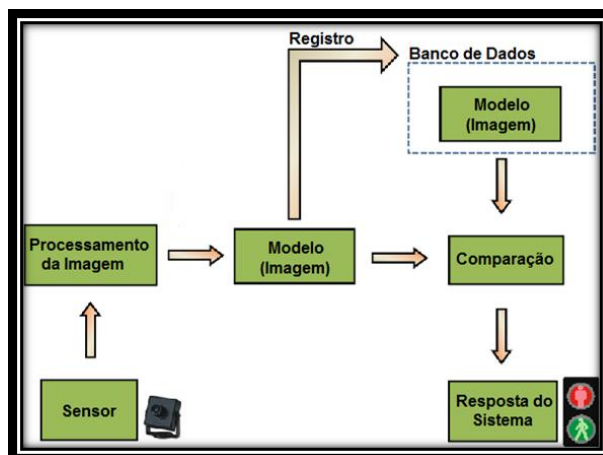 Registro
Banco de Dados
Modelo
(Imagem)
Processamento
da Imagem
Modelo
(Imagem)
Comparação
Sensor
Resposta do
Sistema